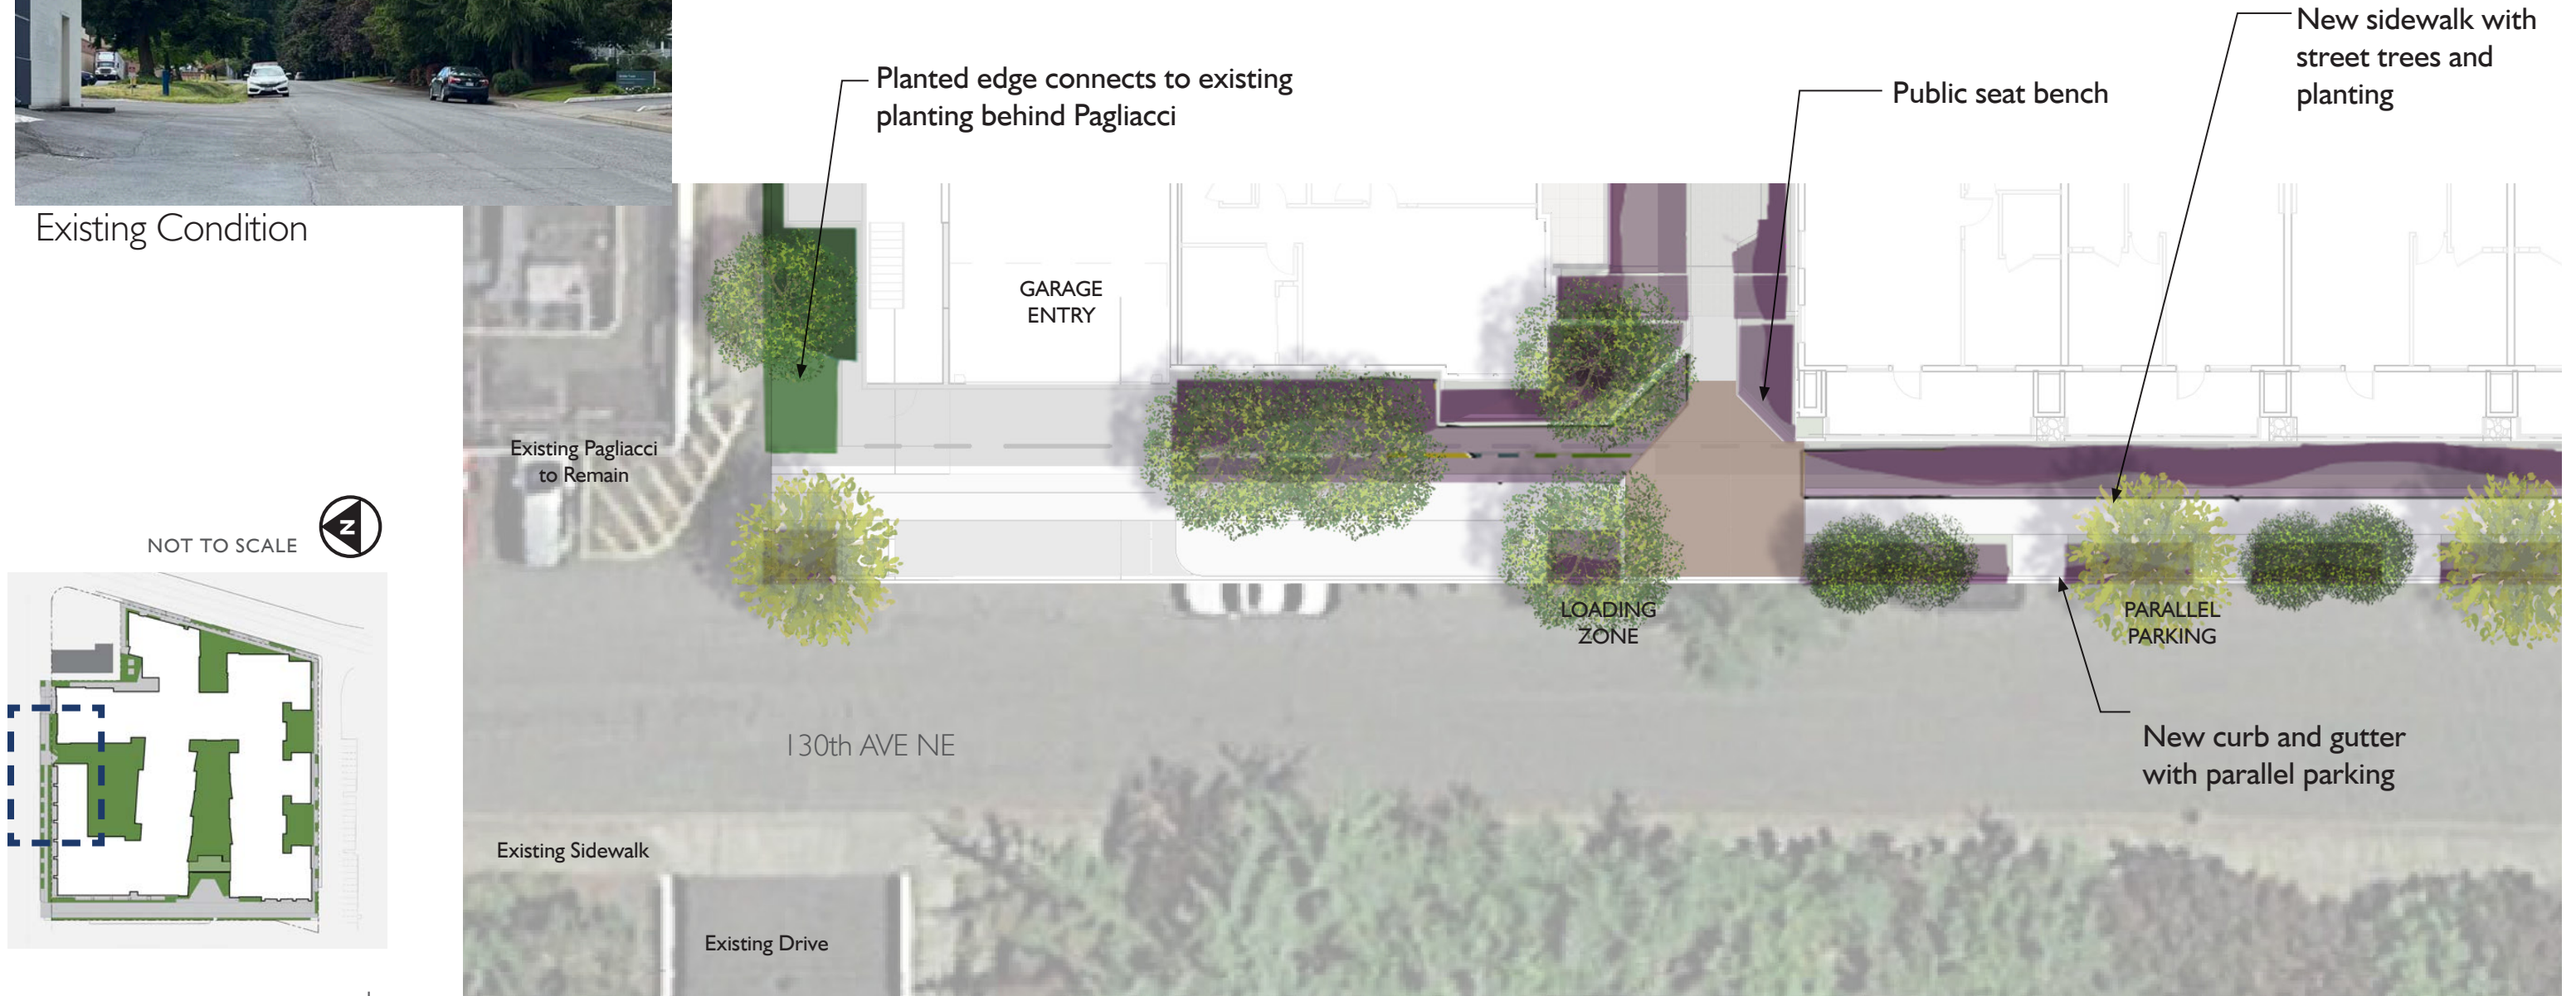 New sidewalk with
street trees and
planting
Planted edge connects to existing
planting behind Pagliacci
Public seat bench
Existing Condition
GARAGE
ENTRY
Existing Pagliacci
to Remain
NOT TO SCALE
N
LOADING
ZONE
PARALLEL
PARKING
130th AVE NE
New curb and gutter
with parallel parking
Existing Sidewalk
Existing Drive